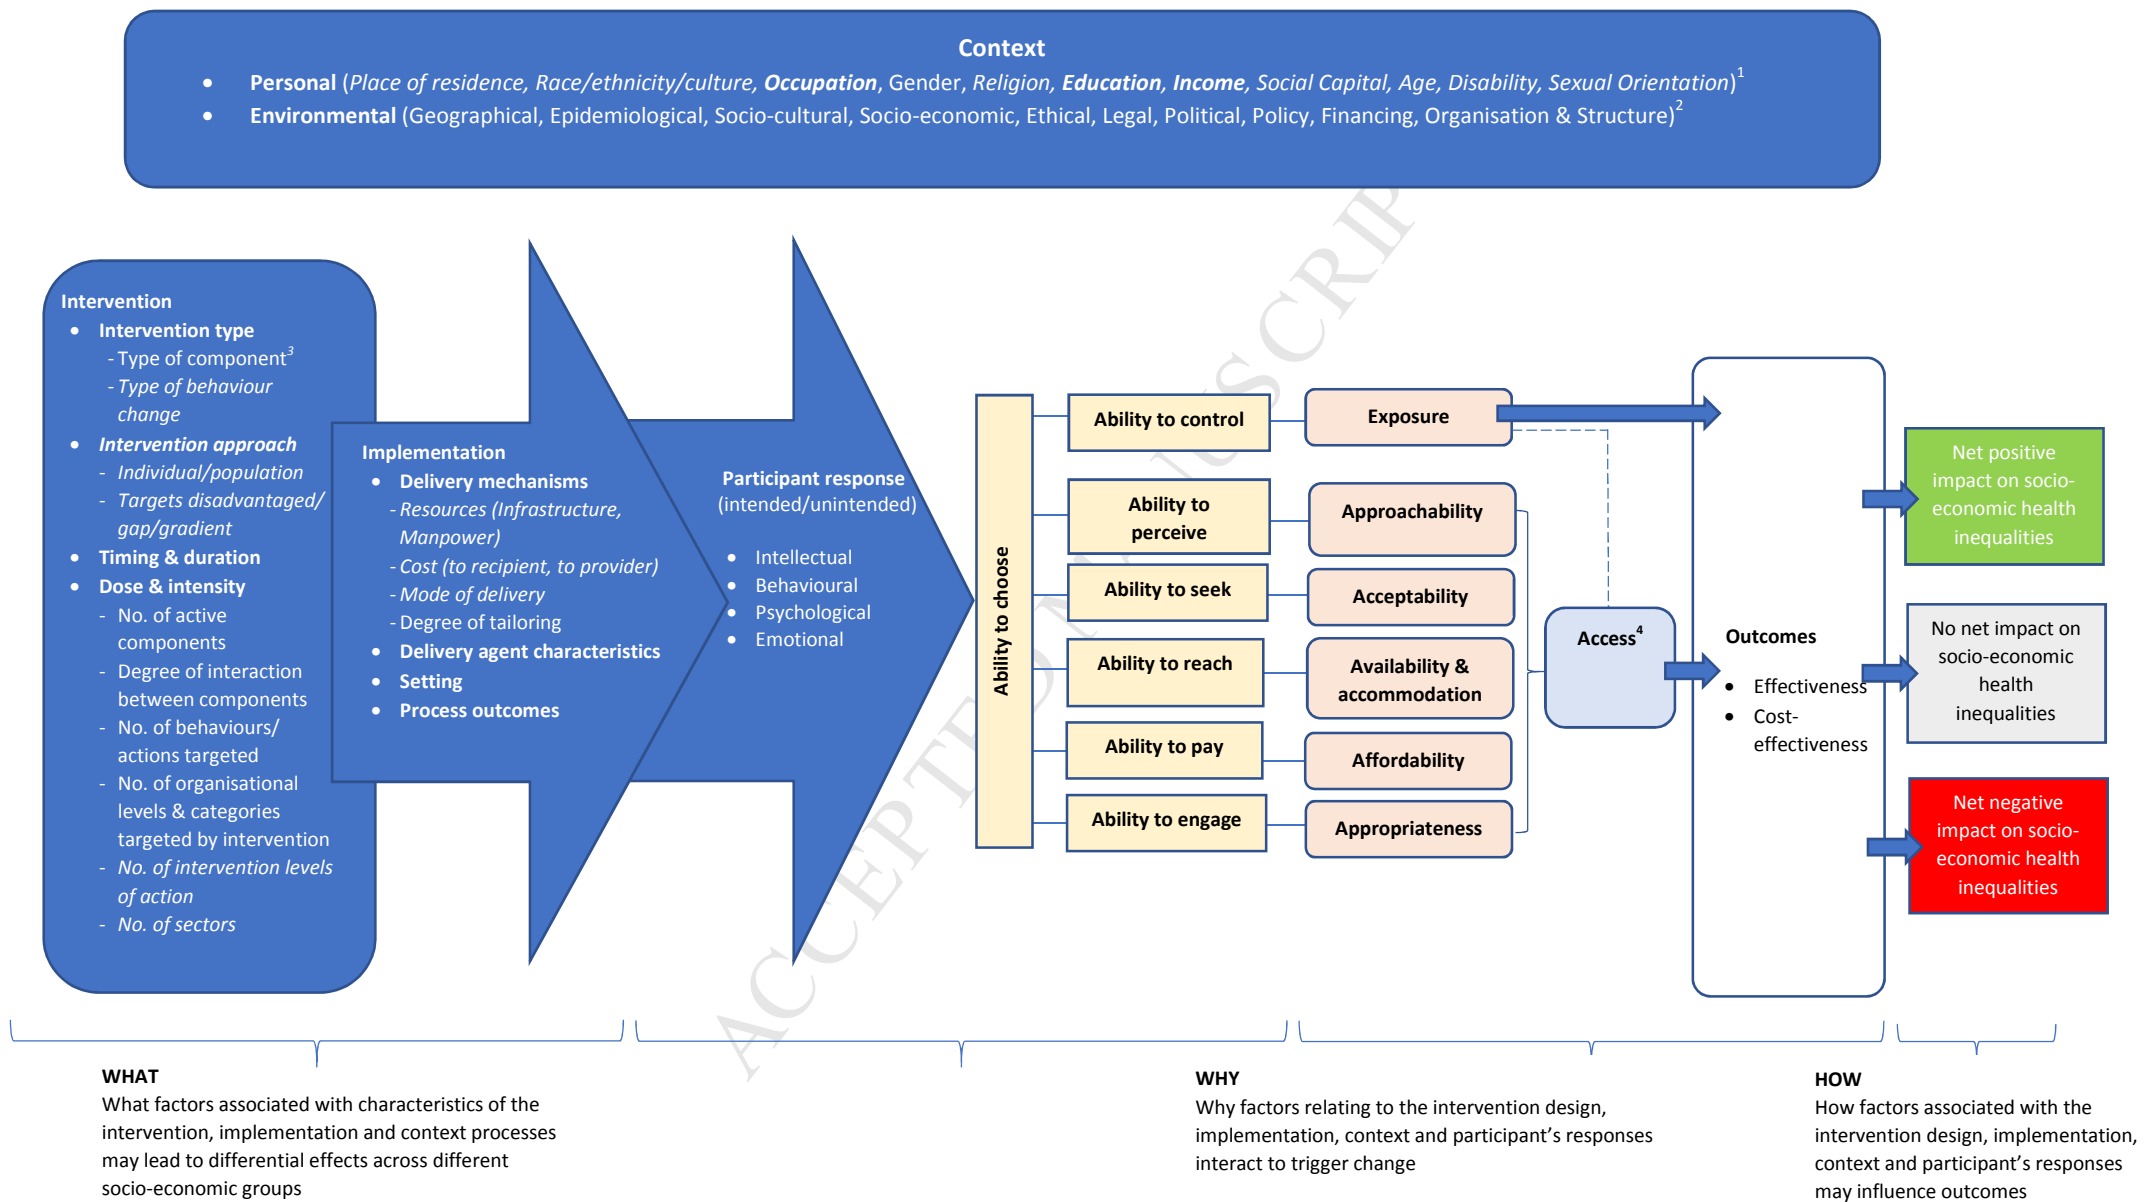 Context
• Personal (Place of residence, Race/ethnicity/culture, Occupation, Gender, Religion, Education, Income, Social Capital, Age, Disability, Sexual Orientation)1
• Environmental (Geographical, Epidemiological, Socio-cultural, Socio-economic, Ethical, Legal, Political, Policy, Financing, Organisation & Structure)2
Intervention
• Intervention type
- Type of component3
- Type of behaviour
change
• Intervention approach
- Individual/population
- Targets disadvantaged/
gap/gradient
• Timing & duration
• Dose & intensity
- No. of active
components
- Degree of interaction
between components
- No. of behaviours/
actions targeted
- No. of organisational
levels & categories
targeted by intervention
- No. of intervention levels
of action
- No. of sectors
Implementation
• Delivery mechanisms
- Resources (Infrastructure,
Manpower)
- Cost (to recipient, to provider)
- Mode of delivery
- Degree of tailoring
• Delivery agent characteristics
• Setting
• Process outcomes
Participant response
(intended/unintended)
• Intellectual
• Behavioural
• Psychological
• Emotional
Ability to choose
Ability to control
Ability to
perceive
Ability to seek
Ability to reach
Ability to pay
Ability to engage
Exposure
Approachability
Acceptability
Availability &
accommodation
Affordability
Appropriateness
Access4
Outcomes
• Effectiveness
• Cost-
effectiveness
Net positive
impact on socio-
economic health
inequalities
No net impact on
socio-economic
health
inequalities
Net negative
impact on socio-
economic health
inequalities
WHAT
What factors associated with characteristics of the
intervention, implementation and context processes
may lead to differential effects across different
socio-economic groups
WHY
Why factors relating to the intervention design,
implementation, context and participant's responses
interact to trigger change
HOW
How factors associated with the
intervention design, implementation,
context and participant's responses
may influence outcomes
ACCEPTED MANUSCRIP